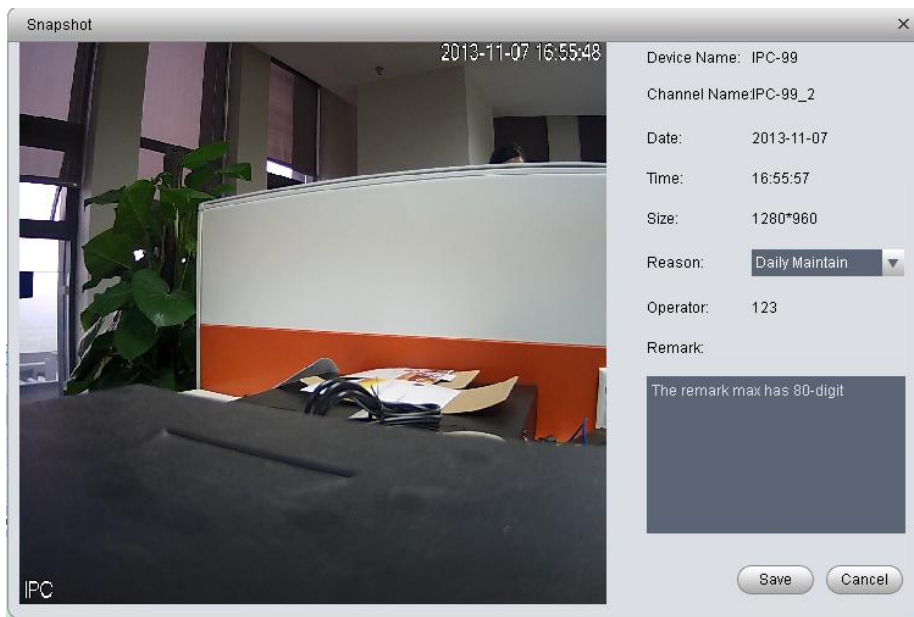 Snapshot
2013-11-07 16:55:48
Device Name: IPC-99
Channel Name:IPC-99_2
Date: 2013-11-07
Time: 16:55:57
Size: 1280*960
Reason: Daily Maintain
Operator: 123
Remark:
The remark max has 80-digit
IPC
Save Cancel